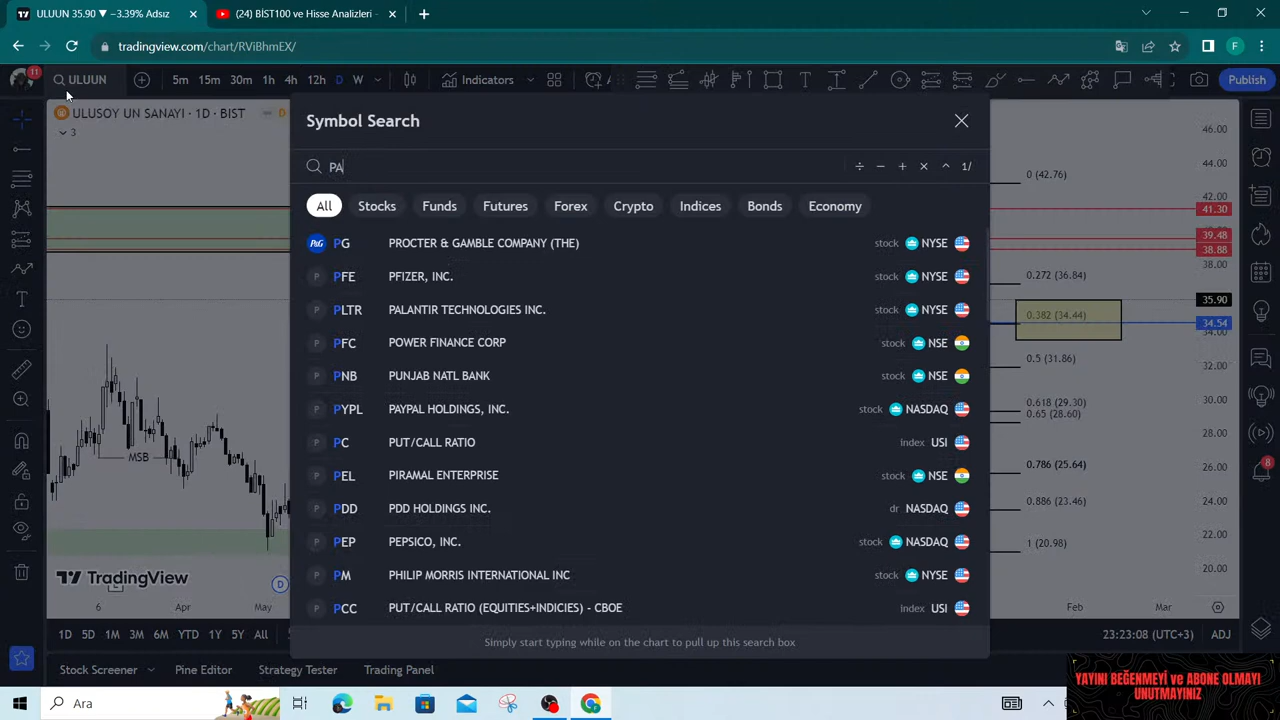 ULUUN 35.90 ▼ −3.39% Adsız
(24) BİST100 ve Hisse Analizleri -
tradingview.com/chart/RViBhmEX/
F
11
ULUUN
5m 15m 30m 1h 4h 12h D W
Indicators
Publish
ULUSOY UN SANAYI · 1D · BIST
D
3
Symbol Search
PA
1/
All Stocks Funds Futures Forex Crypto Indices Bonds Economy
P&G PG PROCTER & GAMBLE COMPANY (THE) stock NYSE
P PFE PFIZER, INC. stock NYSE
P PLTR PALANTIR TECHNOLOGIES INC. stock NYSE
P PFC POWER FINANCE CORP stock NSE
P PNB PUNJAB NATL BANK stock NSE
P PYPL PAYPAL HOLDINGS, INC. stock NASDAQ
P PC PUT/CALL RATIO index USI
P PEL PIRAMAL ENTERPRISE stock NSE
P PDD PDD HOLDINGS INC. dr NASDAQ
P PEP PEPSICO, INC. stock NASDAQ
P PM PHILIP MORRIS INTERNATIONAL INC stock NYSE
P PCC PUT/CALL RATIO (EQUITIES+INDICIES) - CBOE index USI
Simply start typing while on the chart to pull up this search box
MSB
TradingView
D
6 Apr May
0 (42.76)
0.272 (36.84)
0.382 (34.44)
0.5 (31.86)
0.618 (29.30)
0.65 (28.60)
0.786 (25.64)
0.886 (23.46)
1 (20.98)
46.00
44.00
42.00
41.30
39.48
38.88
38.00
35.90
34.54
34.00
32.00
30.00
28.00
26.00
24.00
22.00
20.00
Feb Mar
8
1D 5D 1M 3M 6M YTD 1Y 5Y All
23:23:08 (UTC+3) ADJ
Stock Screener Pine Editor Strategy Tester Trading Panel
Ara
YAYINI BEĞENMEYİ ve ABONE OLMAYI
UNUTMAYINIZ